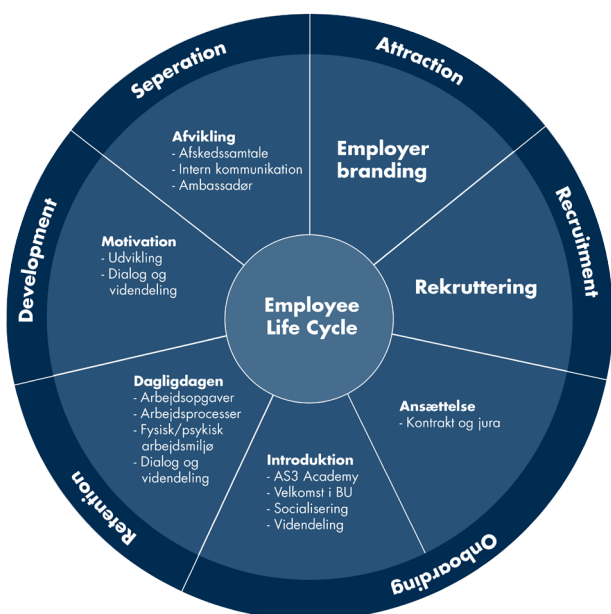 Attraction
Employer
branding
Recruitment
Rekruttering
Onboarding
Ansættelse
- Kontrakt og jura
Introduktion
- AS3 Academy
- Velkomst i BU
- Socialisering
- Videndeling
Retention
Dagligdagen
- Arbejdsopgaver
- Arbejdsprocesser
- Fysisk/psykisk
arbejdsmiljø
- Dialog og
videndeling
Development
Motivation
- Udvikling
- Dialog og
videndeling
Seperation
Afvikling
- Afskedssamtale
- Intern kommunikation
- Ambassadør
Employee
Life Cycle